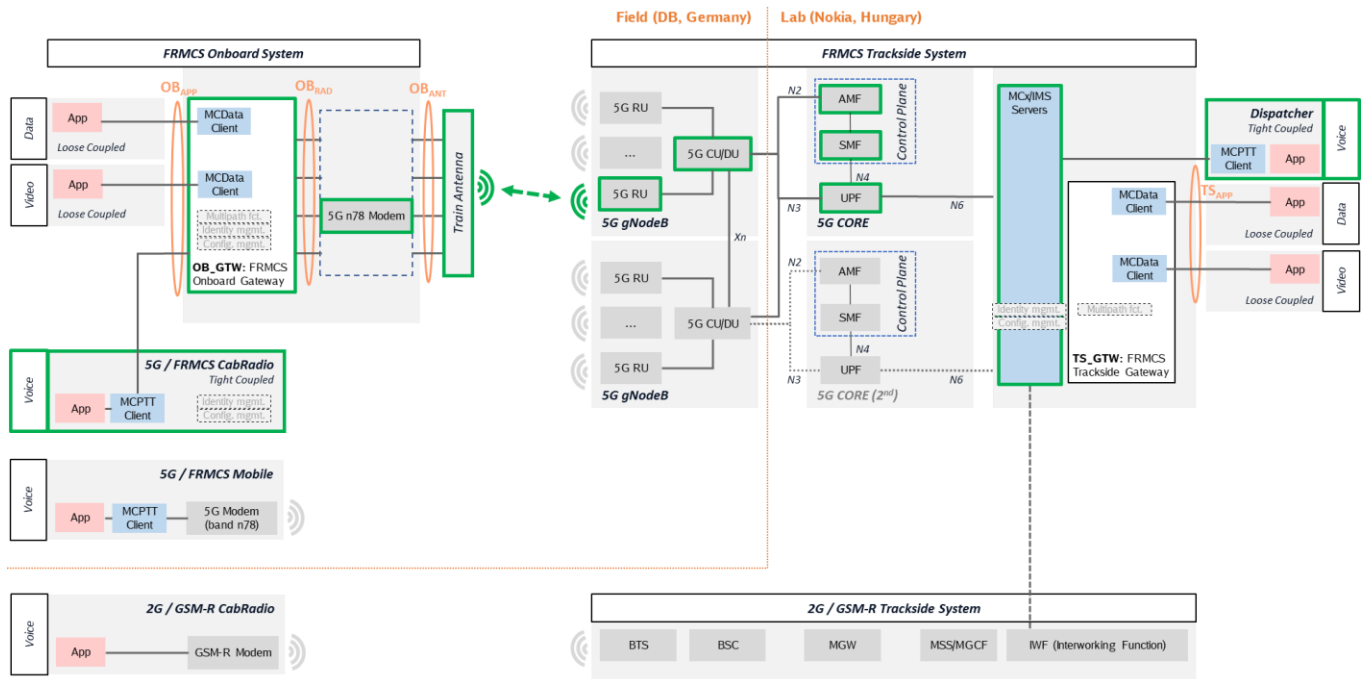 Field (DB, Germany)
Lab (Nokia, Hungary)
FRMCS Onboard System
FRMCS Trackside System
OBAPP
OBRAD
OBANT
Data
App
Loose Coupled
MCData
Client
Video
App
Loose Coupled
MCData
Client
Multipath fct.
Identity mgmt.
Config. mgmt.
OB_GTW: FRMCS
Onboard Gateway
5G n78 Modem
Train Antenna
5G RU
...
5G RU
5G gNodeB
5G CU/DU
Xn
5G RU
...
5G RU
5G gNodeB
5G CU/DU
N2
N3
AMF
SMF
Control Plane
N4
UPF
5G CORE
N6
N2
N3
AMF
SMF
Control Plane
N4
UPF
5G CORE (2nd)
N6
MCx/IMS
Servers
Identity mgmt.
Config. mgmt.
MCData
Client
MCData
Client
Multipath fct.
TS_GTW: FRMCS
Trackside Gateway
Dispatcher
Tight Coupled
MCPTT
Client
App
Voice
TSAPP
App
Loose Coupled
Data
App
Loose Coupled
Video
Voice
5G / FRMCS CabRadio
Tight Coupled
App
MCPTT
Client
Identity mgmt.
Config. mgmt.
Voice
5G / FRMCS Mobile
App
MCPTT
Client
5G Modem
(band n78)
Voice
2G / GSM-R CabRadio
App
GSM-R Modem
2G / GSM-R Trackside System
BTS
BSC
MGW
MSS/MGCF
IWF (Interworking Function)